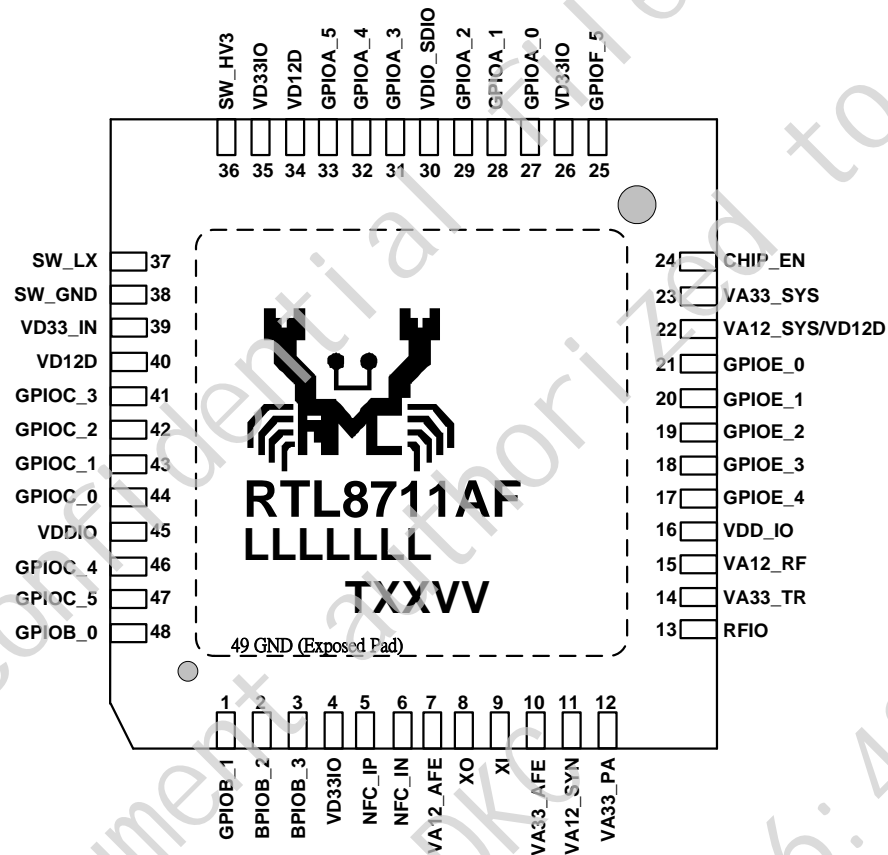 SW_HV3
VD33IO
VD12D
GPIOA_5
GPIOA_4
GPIOA_3
VDIO_SDIO
GPIOA_2
GPIOA_1
GPIOA_0
VD33IO
GPIOF_5
36 35 34 33 32 31 30 29 28 27 26 25
SW_LX 37
SW_GND 38
VD33_IN 39
VD12D 40
GPIOC_3 41
GPIOC_2 42
GPIOC_1 43
GPIOC_0 44
VDDIO 45
GPIOC_4 46
GPIOC_5 47
GPIOB_0 48
24 CHIP_EN
23 VA33_SYS
22 VA12_SYS/VD12D
21 GPIOE_0
20 GPIOE_1
19 GPIOE_2
18 GPIOE_3
17 GPIOE_4
16 VDD_IO
15 VA12_RF
14 VA33_TR
13 RFIO
RTL8711AF
LLLLLLL
TXXVV
49 GND (Exposed Pad)
1 2 3 4 5 6 7 8 9 10 11 12
GPIOB_1
BPIOB_2
BPIOB_3
VD33IO
NFC_IP
NFC_IN
VA12_AFE
XO
XI
VA33_AFE
VA12_SYN
VA33_PA
confidential file
authorized to